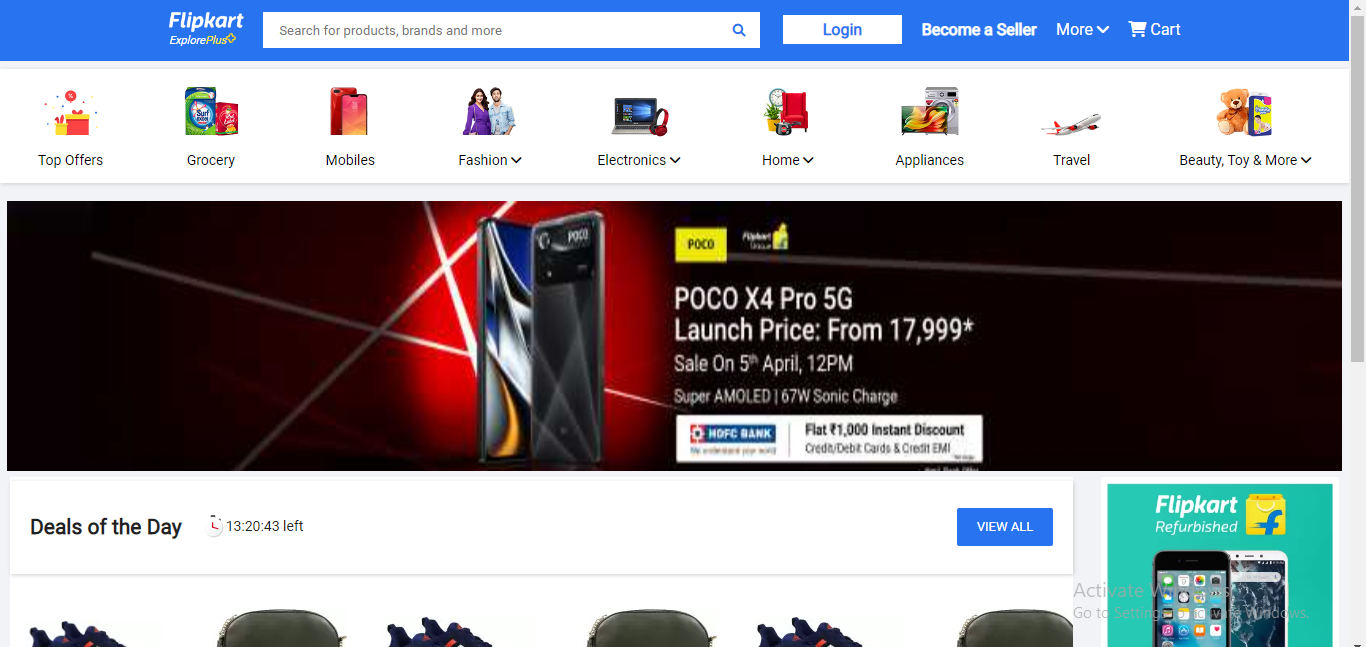 Flipkart
ExplorePlus
Search for products, brands and more
Login
Become a Seller
More
Cart
Top Offers
Grocery
Mobiles
Fashion
Electronics
Home
Appliances
Travel
Beauty, Toy & More
POCO
POCO
Flipkart
Unique
POCO X4 Pro 5G
Launch Price: From 17,999*
Sale On 5th April, 12PM
Super AMOLED | 67W Sonic Charge
HDFC BANK
We understand your world
Flat ₹1,000 Instant Discount
Credit/Debit Cards & Credit EMI
Deals of the Day
13:20:43 left
VIEW ALL
Flipkart
Refurbished
Activate Windows
Go to Settings to activate Windows.